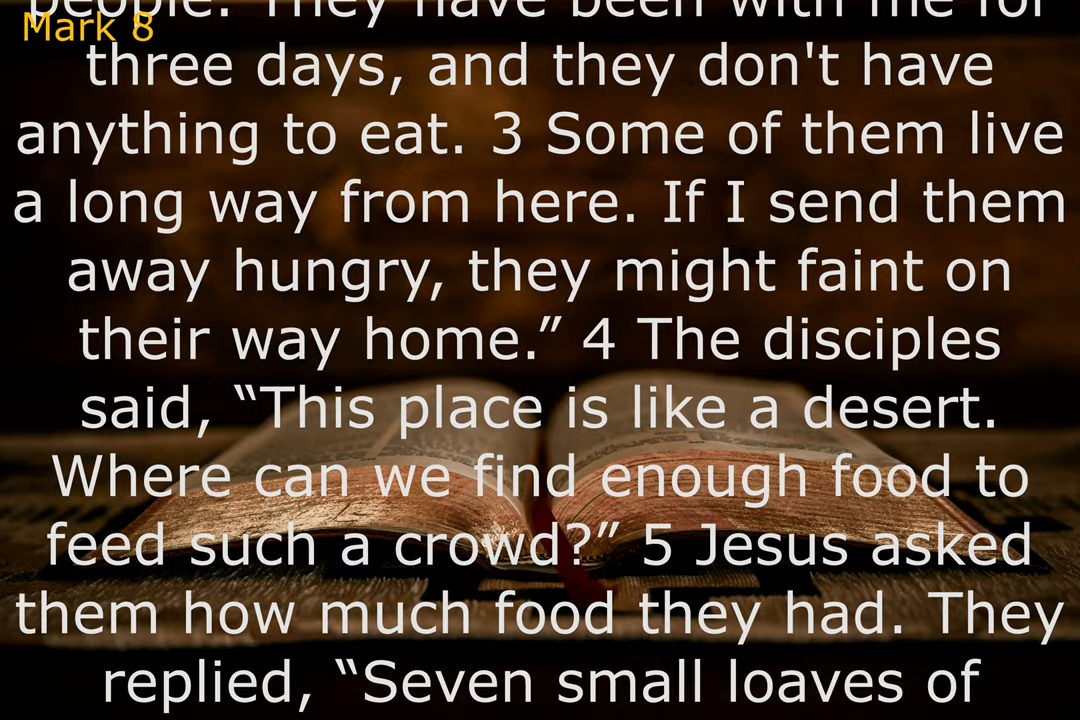 people. They have been with me for
Mark 8
three days, and they don't have
anything to eat. 3 Some of them live
a long way from here. If I send them
away hungry, they might faint on
their way home.” 4 The disciples
said, “This place is like a desert.
Where can we find enough food to
feed such a crowd?” 5 Jesus asked
them how much food they had. They
replied, “Seven small loaves of